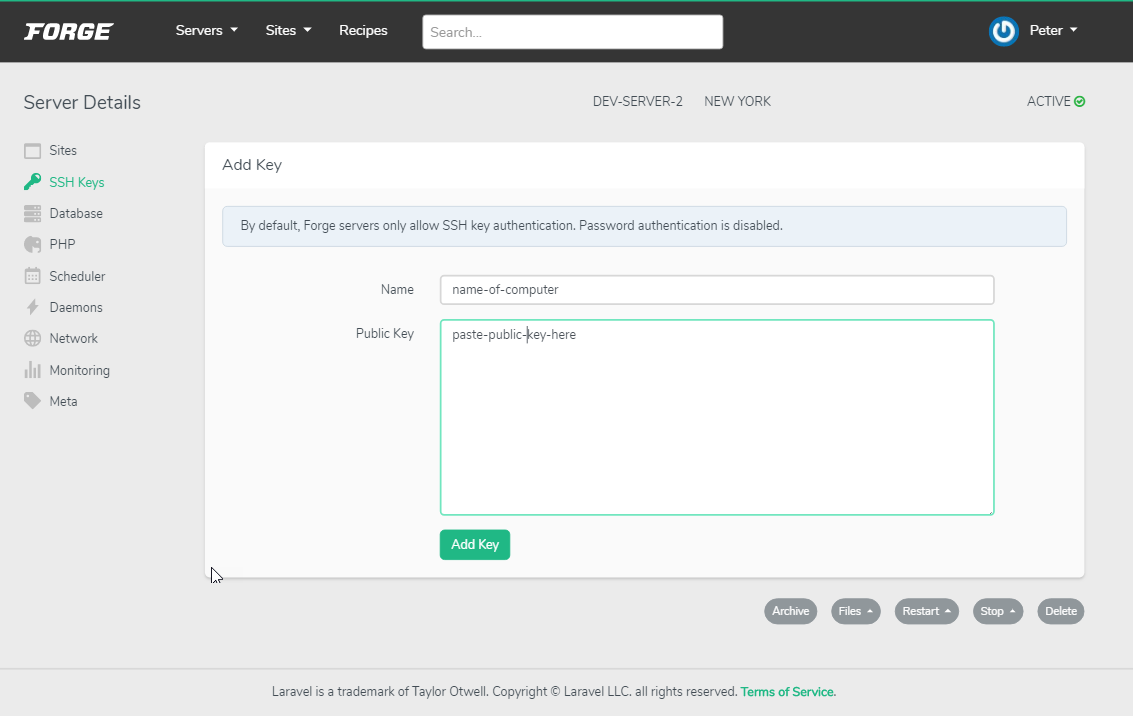 FORGE Servers Sites Recipes Search... Peter
Server Details DEV-SERVER-2 NEW YORK ACTIVE
Sites
SSH Keys
Database
PHP
Scheduler
Daemons
Network
Monitoring
Meta
Add Key
By default, Forge servers only allow SSH key authentication. Password authentication is disabled.
Name name-of-computer
Public Key paste-public-key-here
Add Key
Archive Files Restart Stop Delete
Laravel is a trademark of Taylor Otwell. Copyright © Laravel LLC. all rights reserved. Terms of Service.